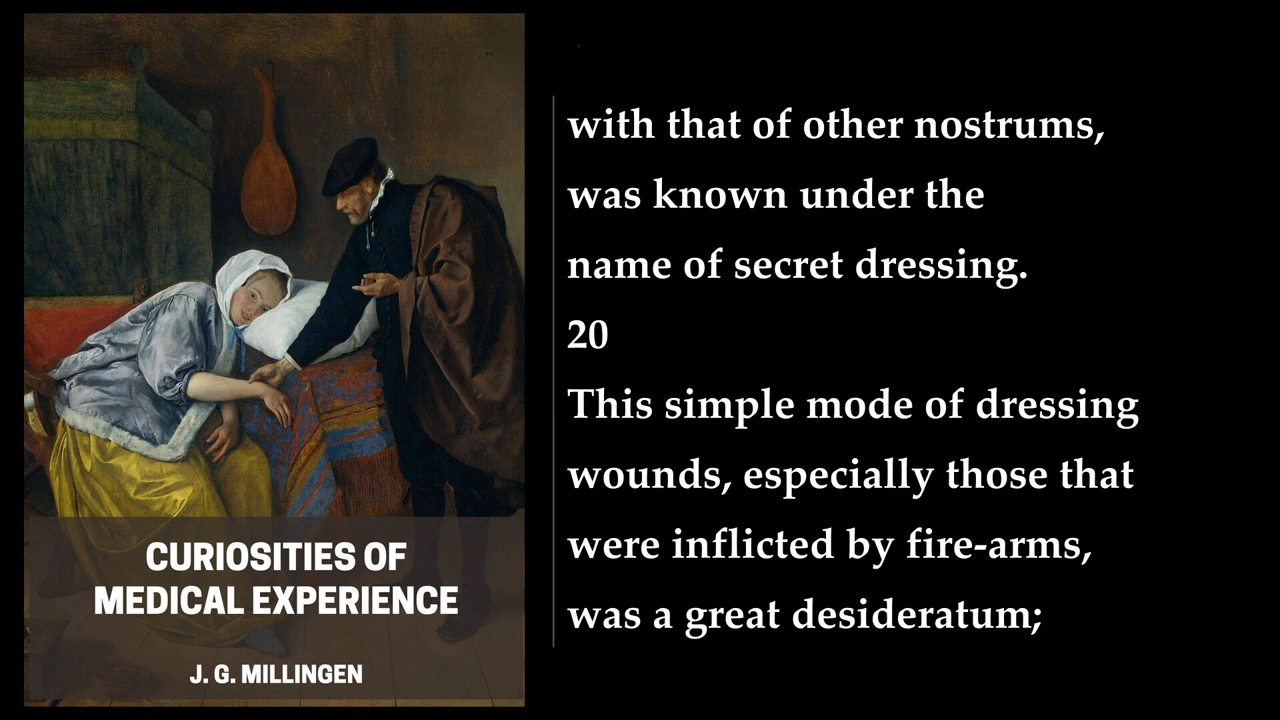 CURIOSITIES OF
MEDICAL EXPERIENCE
J. G. MILLINGEN
with that of other nostrums,
was known under the
name of secret dressing.
20
This simple mode of dressing
wounds, especially those that
were inflicted by fire-arms,
was a great desideratum;